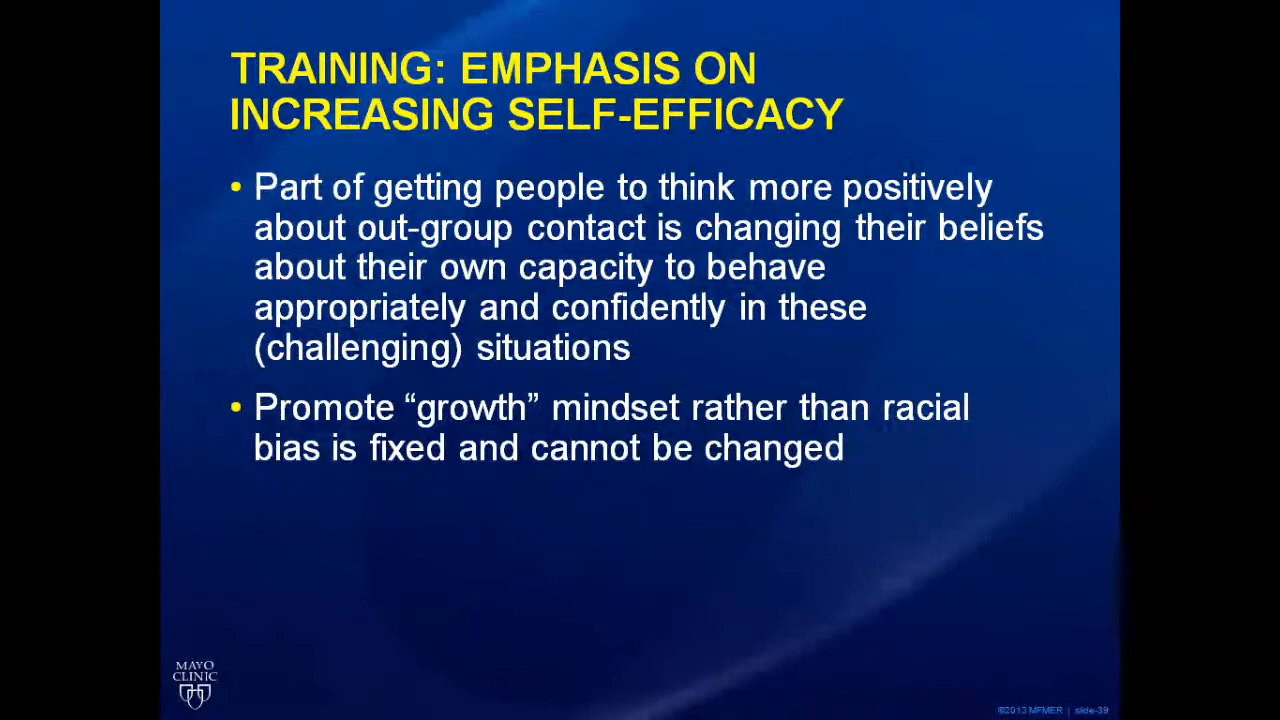 TRAINING: EMPHASIS ON
INCREASING SELF-EFFICACY
• Part of getting people to think more positively
about out-group contact is changing their beliefs
about their own capacity to behave
appropriately and confidently in these
(challenging) situations
• Promote “growth” mindset rather than racial
bias is fixed and cannot be changed
MAYO
CLINIC
©2013 MFMER | slide-39